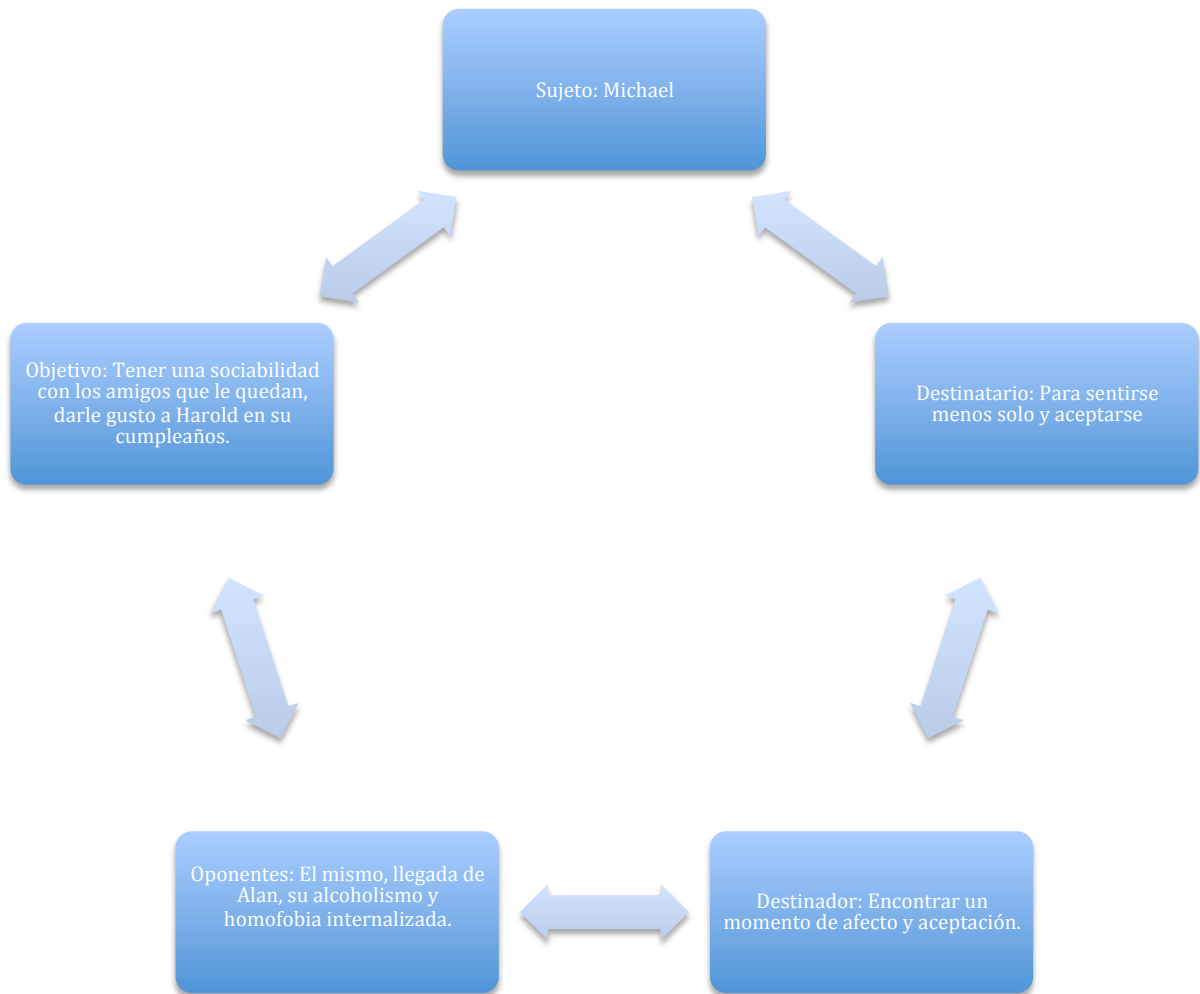 Sujeto: Michael
Objetivo: Tener una sociabilidad
con los amigos que le quedan,
darle gusto a Harold en su
cumpleaños.
Destinatario: Para sentirse
menos solo y aceptarse
Oponentes: El mismo, llegada de
Alan, su alcoholismo y
homofobia internalizada.
Destinador: Encontrar un
momento de afecto y aceptación.